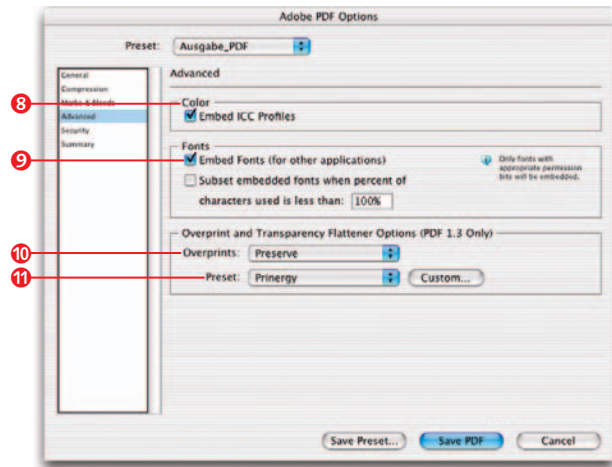 Adobe PDF Options
Preset: Ausgabe_PDF
General
Compression
Marks & Bleeds
Advanced
Security
Summary
Advanced
8 Color
Embed ICC Profiles
Fonts
9 Embed Fonts (for other applications)
Only fonts with
appropriate permission
bits will be embedded.
Subset embedded fonts when percent of
characters used is less than: 100%
Overprint and Transparency Flattener Options (PDF 1.3 Only)
10 Overprints: Preserve
11 Preset: Prinergy Custom...
Save Preset... Save PDF Cancel